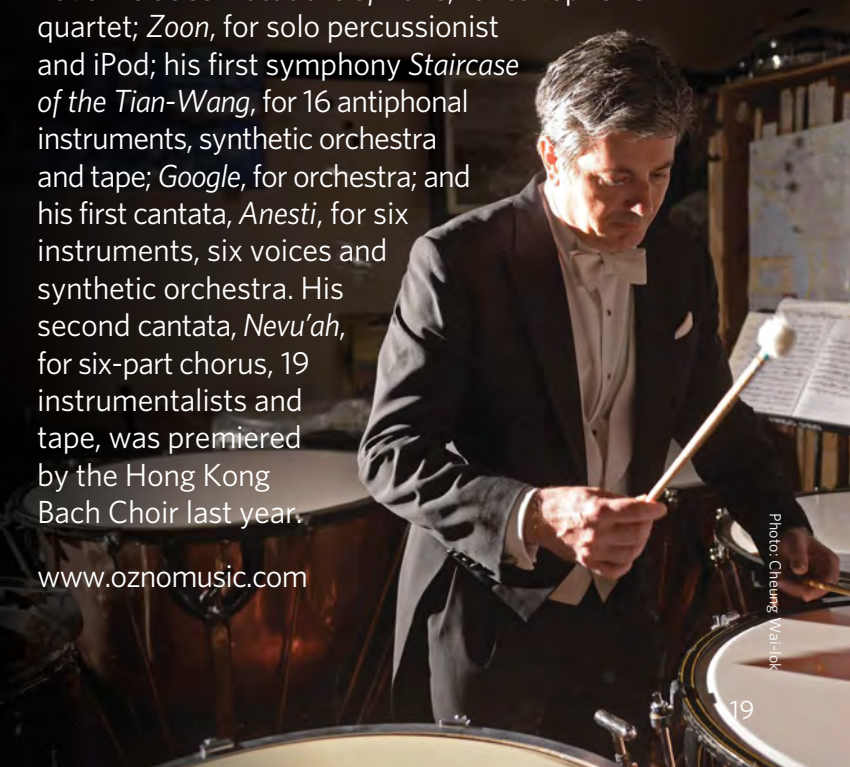 quartet; Zoon, for solo percussionist
and iPod; his first symphony Staircase
of the Tian-Wang, for 16 antiphonal
instruments, synthetic orchestra
and tape; Google, for orchestra; and
his first cantata, Anesti, for six
instruments, six voices and
synthetic orchestra. His
second cantata, Nevu’ah,
for six-part chorus, 19
instrumentalists and
tape, was premiered
by the Hong Kong
Bach Choir last year.
www.oznomusic.com
Photo: Cheung Wai-lok
19